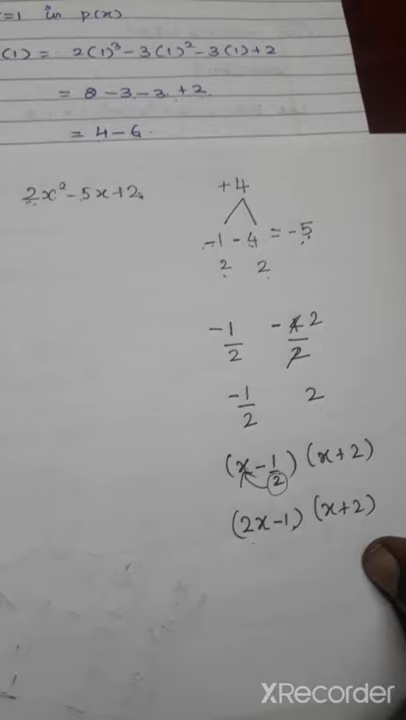 =1 in p(x)
(1) = 2(1)³ - 3(1)² - 3(1) + 2
= 8 - 3 - 3 + 2
= 4 - 6
2x² - 5x + 2
+4
-1 - 4 = -5
2 2
-1/2 -4/2 2
-1/2 2
(x - 1/2) (x + 2)
(2x - 1) (x + 2)
XRecorder